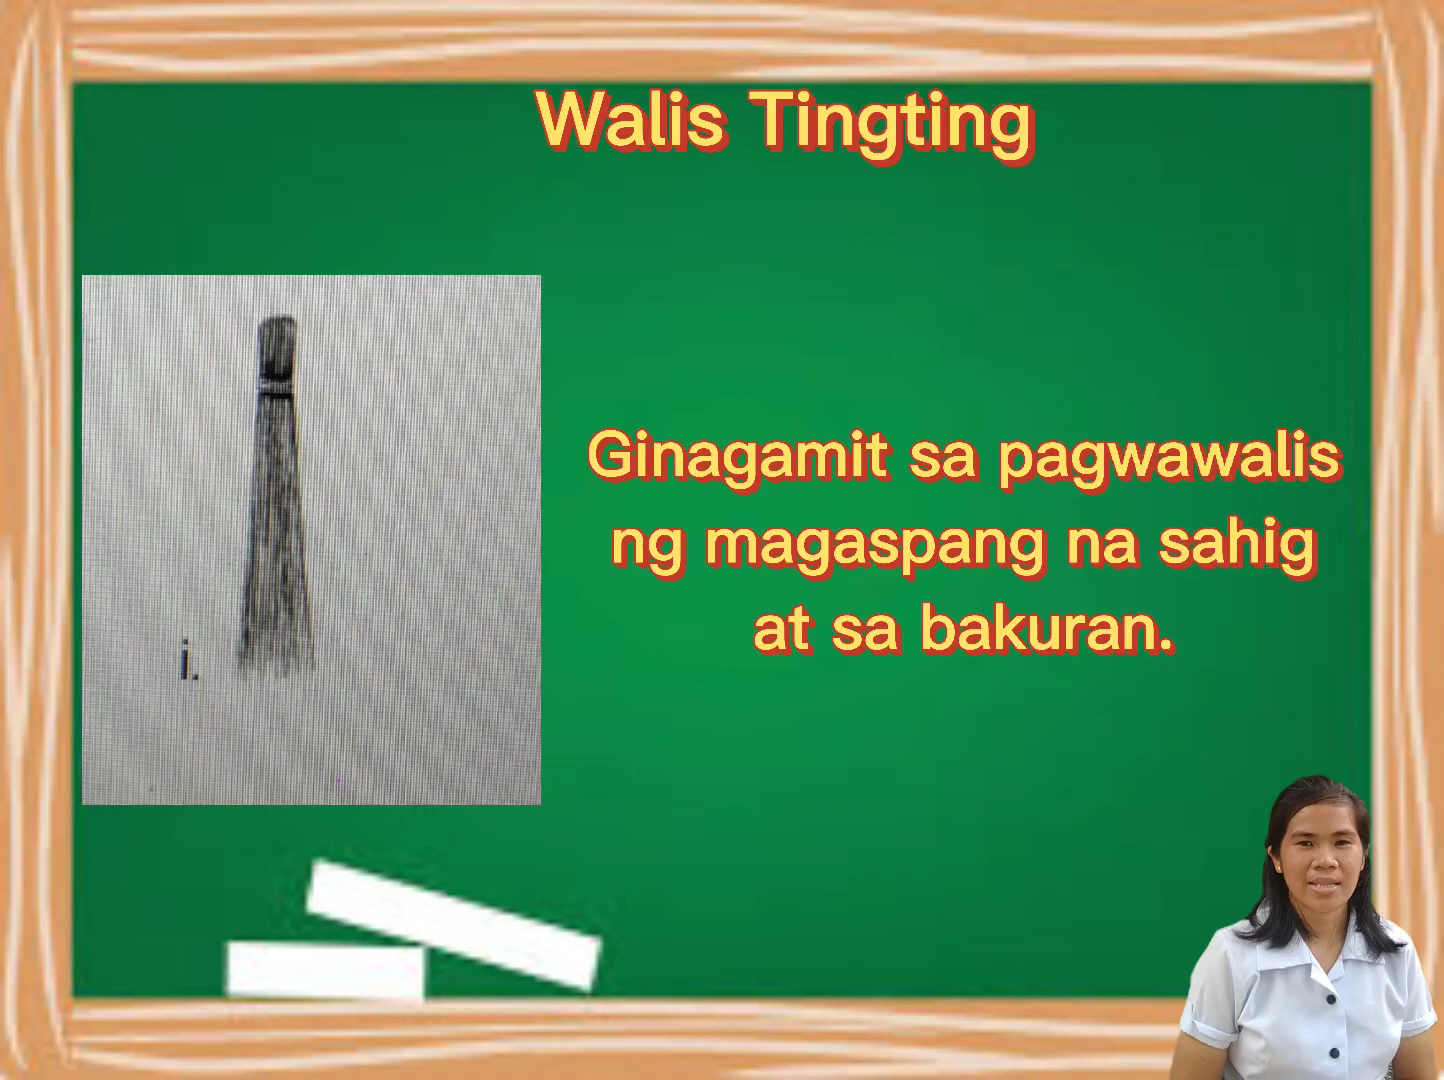 Walis Tingting
i.
Ginagamit sa pagwawalis
ng magaspang na sahig
at sa bakuran.